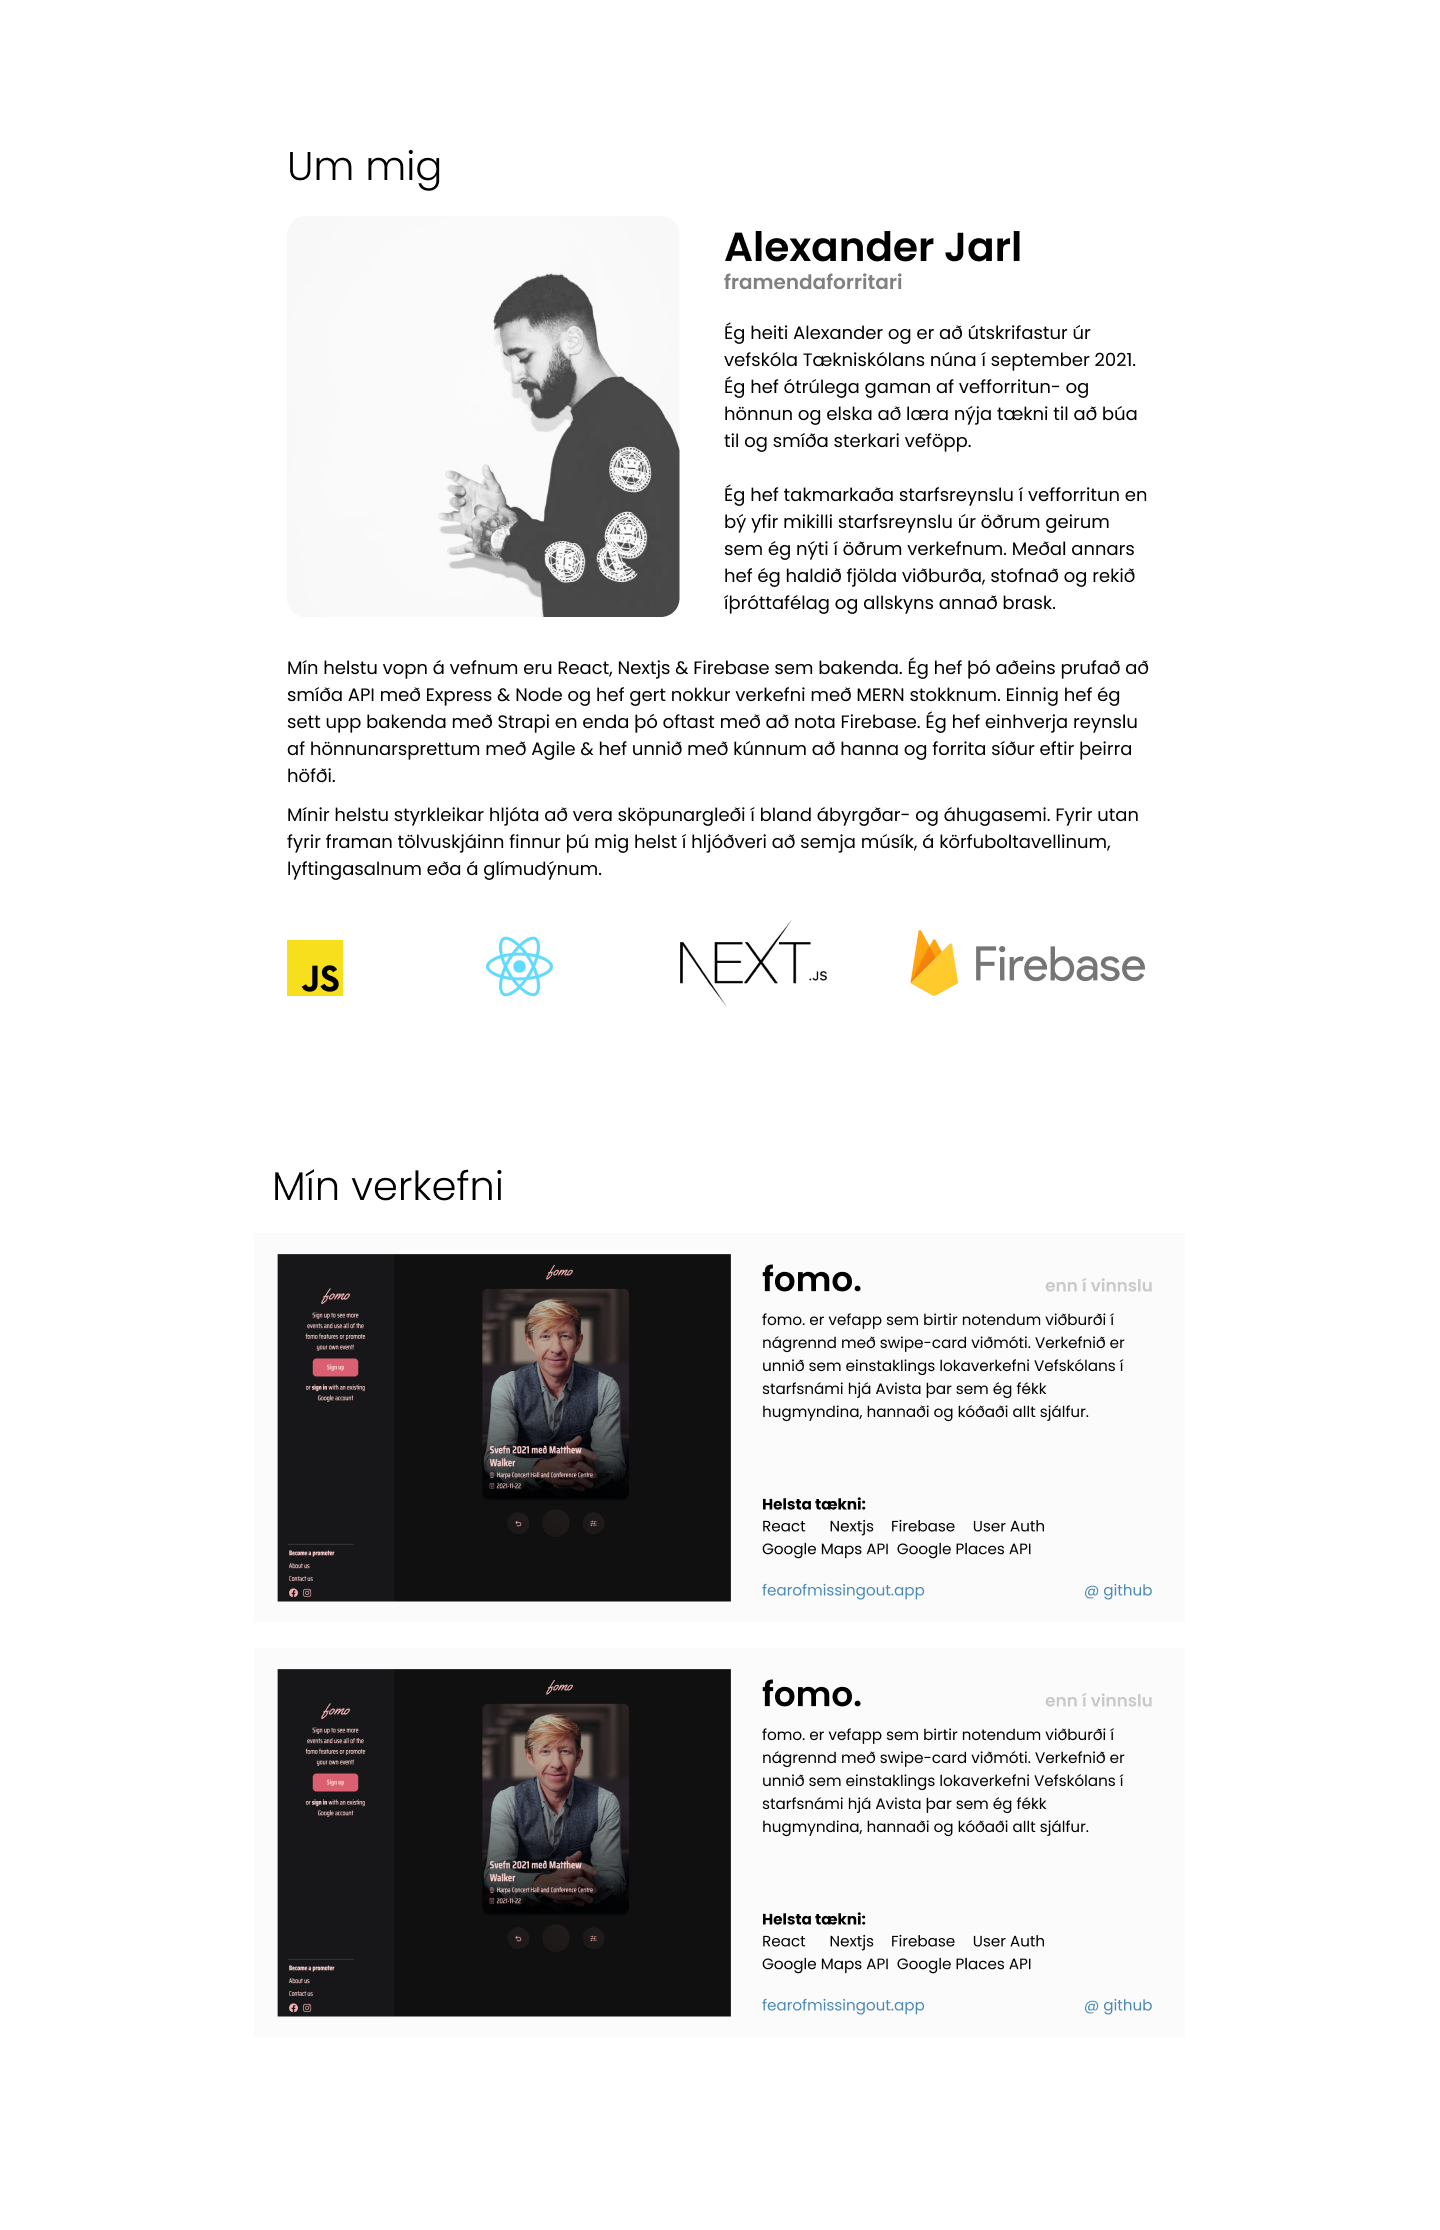 Um mig
Alexander Jarl
framendaforritari
Ég heiti Alexander og er að útskrifastur úr
vefskóla Tækniskólans núna í september 2021.
Ég hef ótrúlega gaman af vefforritun- og
hönnun og elska að læra nýja tækni til að búa
til og smíða sterkari veföpp.
Ég hef takmarkaða starfsreynslu í vefforritun en
bý yfir mikilli starfsreynslu úr öðrum geirum
sem ég nýti í öðrum verkefnum. Meðal annars
hef ég haldið fjölda viðburða, stofnað og rekið
íþróttafélag og allskyns annað brask.
Mín helstu vopn á vefnum eru React, Nextjs & Firebase sem bakenda. Ég hef þó aðeins prufað að
smíða API með Express & Node og hef gert nokkur verkefni með MERN stokknum. Einnig hef ég
sett upp bakenda með Strapi en enda þó oftast með að nota Firebase. Ég hef einhverja reynslu
af hönnunarsprettum með Agile & hef unnið með kúnnum að hanna og forrita síður eftir þeirra
höfði.
Mínir helstu styrkleikar hljóta að vera sköpunargleði í bland ábyrgðar- og áhugasemi. Fyrir utan
fyrir framan tölvuskjáinn finnur þú mig helst í hljóðveri að semja músík, á körfuboltavellinum,
lyftingasalnum eða á glímudýnum.
JS
NEXT.JS
Firebase
Mín verkefni
fomo
Sign up to see more
events and use all of the
fomo features or promote
your own event!
Sign up
or sign in with an existing
Google account
Become a promoter
About us
Contact us
fomo
Svefn 2021 með Matthew
Walker
Harpa Concert Hall and Conference Centre
2021-11-22
fomo.
enn í vinnslu
fomo. er vefapp sem birtir notendum viðburði í
nágrennd með swipe-card viðmóti. Verkefnið er
unnið sem einstaklings lokaverkefni Vefskólans í
starfsnámi hjá Avista þar sem ég fékk
hugmyndina, hannaði og kóðaði allt sjálfur.
Helsta tækni:
React Nextjs Firebase User Auth
Google Maps API Google Places API
fearofmissingout.app
@ github
fomo
Sign up to see more
events and use all of the
fomo features or promote
your own event!
Sign up
or sign in with an existing
Google account
Become a promoter
About us
Contact us
fomo
Svefn 2021 með Matthew
Walker
Harpa Concert Hall and Conference Centre
2021-11-22
fomo.
enn í vinnslu
fomo. er vefapp sem birtir notendum viðburði í
nágrennd með swipe-card viðmóti. Verkefnið er
unnið sem einstaklings lokaverkefni Vefskólans í
starfsnámi hjá Avista þar sem ég fékk
hugmyndina, hannaði og kóðaði allt sjálfur.
Helsta tækni:
React Nextjs Firebase User Auth
Google Maps API Google Places API
fearofmissingout.app
@ github